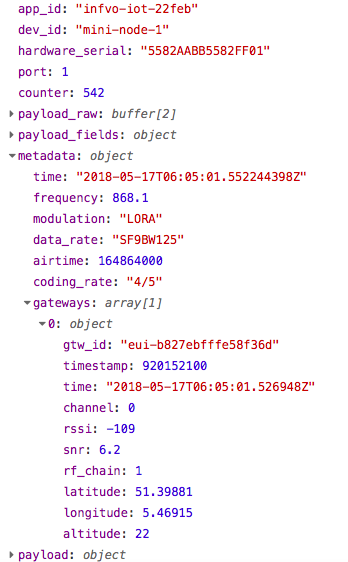 app_id: "infvo-iot-22feb"
dev_id: "mini-node-1"
hardware_serial: "5582AABB5582FF01"
port: 1
counter: 542
payload_raw: buffer[2]
payload_fields: object
metadata: object
time: "2018-05-17T06:05:01.552244398Z"
frequency: 868.1
modulation: "LORA"
data_rate: "SF9BW125"
airtime: 164864000
coding_rate: "4/5"
gateways: array[1]
0: object
gtw_id: "eui-b827ebfffe58f36d"
timestamp: 920152100
time: "2018-05-17T06:05:01.526948Z"
channel: 0
rssi: -109
snr: 6.2
rf_chain: 1
latitude: 51.39881
longitude: 5.46915
altitude: 22
payload: object